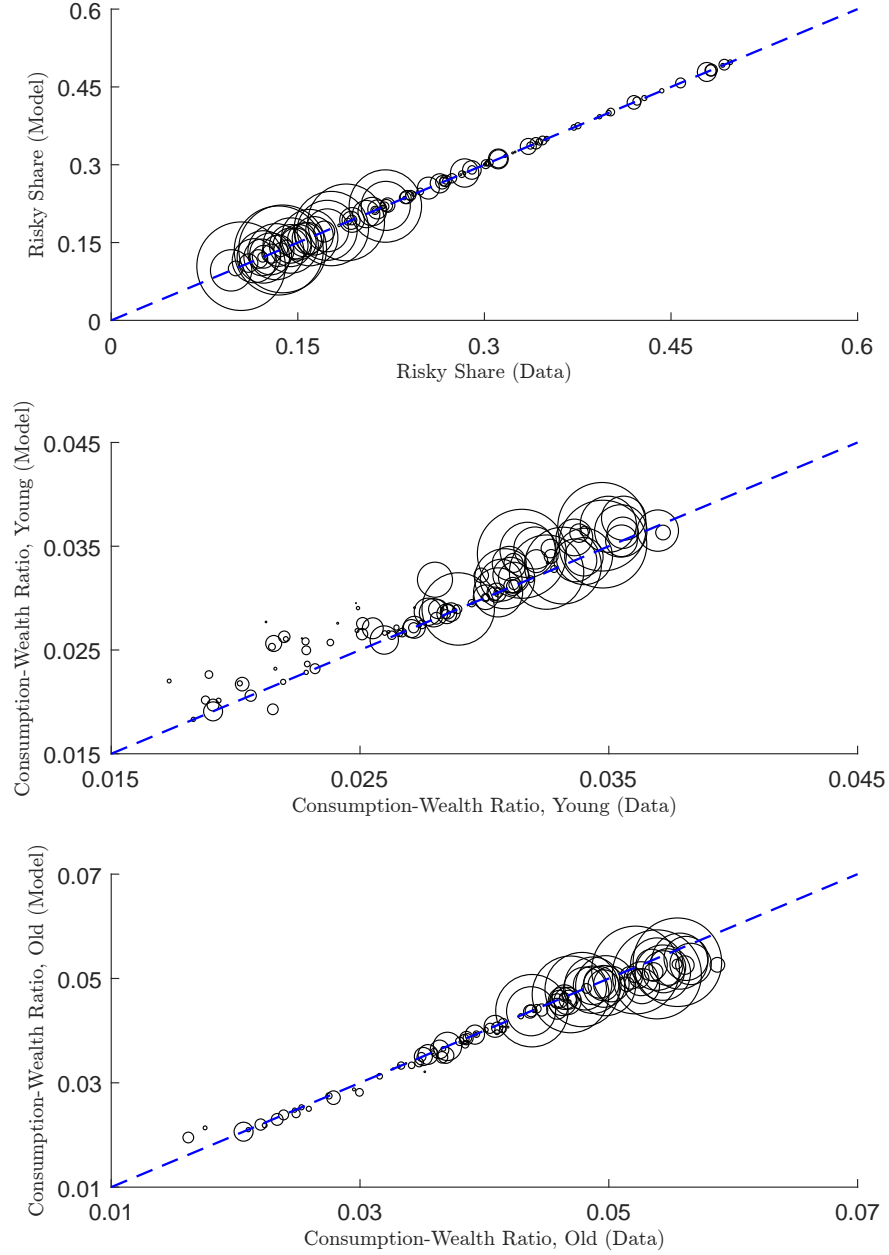 0.6
0.45
0.3
0.15
0
Risky Share (Model)
0 0.15 0.3 0.45 0.6
Risky Share (Data)
0.045
0.035
0.025
0.015
Consumption-Wealth Ratio, Young (Model)
0.015 0.025 0.035 0.045
Consumption-Wealth Ratio, Young (Data)
0.07
0.05
0.03
0.01
Consumption-Wealth Ratio, Old (Model)
0.01 0.03 0.05 0.07
Consumption-Wealth Ratio, Old (Data)